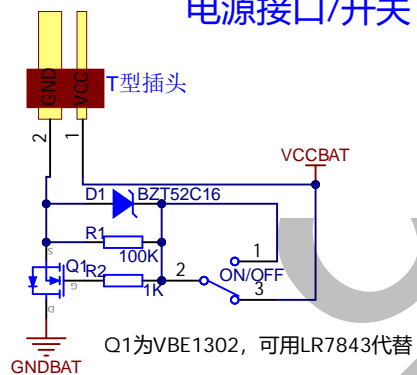 电源接口/开关
GND
VCC
T型插头
2
1
VCCBAT
D1
BZT52C16
R1
100K
1
S
Q1
G
R2
1K
2
ON/OFF
3
D
GNDBAT
Q1为VBE1302，可用LR7843代替